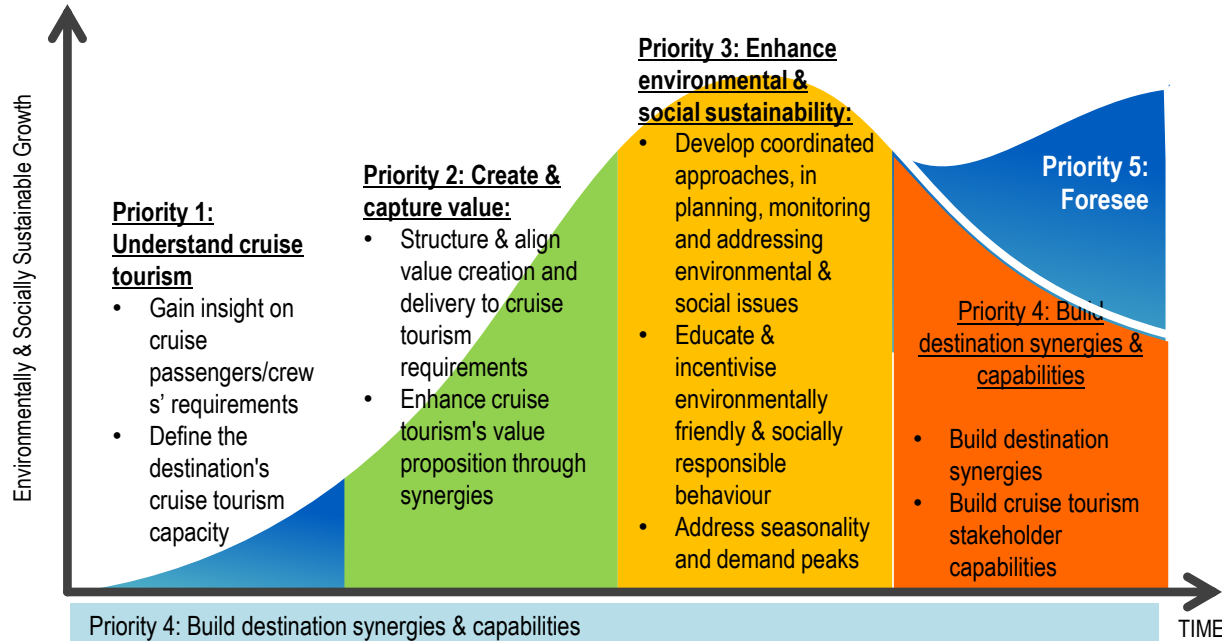 Environmentally & Socially Sustainable Growth
Priority 1:
Understand cruise
tourism
• Gain insight on
cruise
passengers/crew
s’ requirements
• Define the
destination's
cruise tourism
capacity
Priority 2: Create &
capture value:
• Structure & align
value creation and
delivery to cruise
tourism
requirements
• Enhance cruise
tourism's value
proposition through
synergies
Priority 3: Enhance
environmental &
social sustainability:
• Develop coordinated
approaches, in
planning, monitoring
and addressing
environmental &
social issues
• Educate &
incentivise
environmentally
friendly & socially
responsible
behaviour
• Address seasonality
and demand peaks
Priority 5:
Foresee
Priority 4: Build
destination synergies &
capabilities
• Build destination
synergies
• Build cruise tourism
stakeholder
capabilities
Priority 4: Build destination synergies & capabilities
TIME